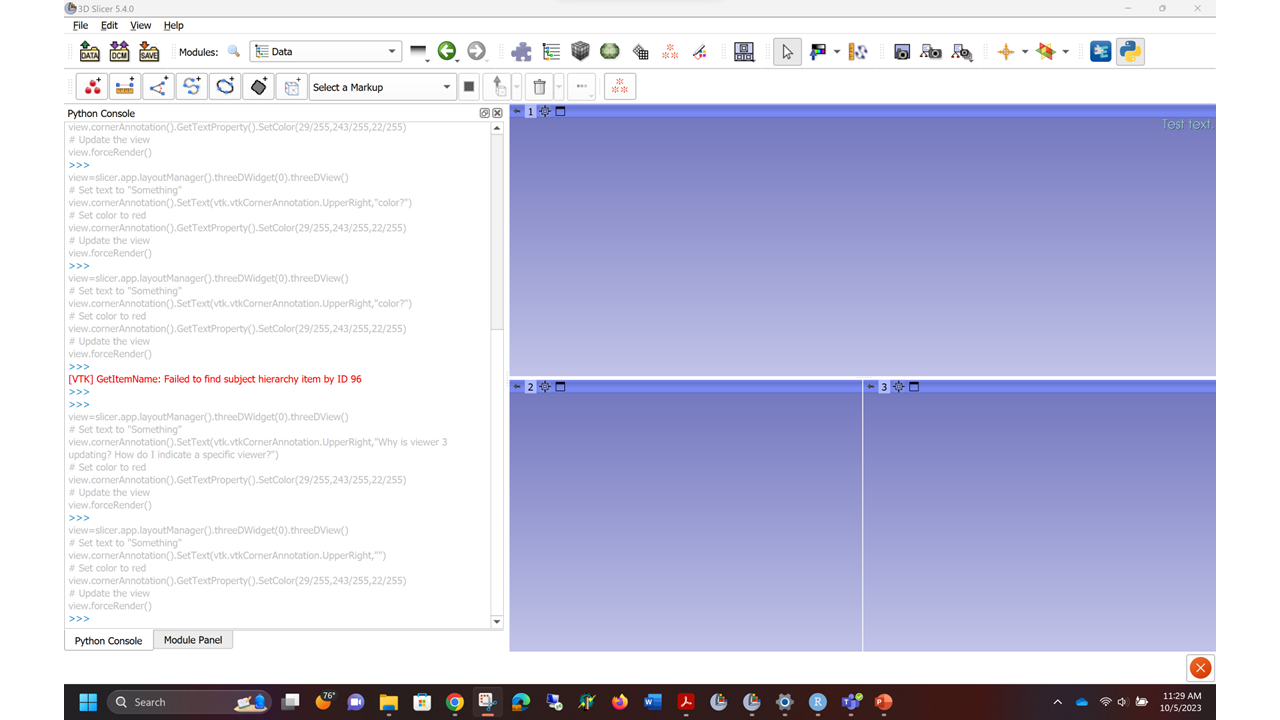 3D Slicer 5.4.0
File Edit View Help
DATA DCM SAVE Modules: Data
Select a Markup
Python Console
view.cornerAnnotation().GetTextProperty().SetColor(29/255,243/255,22/255)
# Update the view
view.forceRender()
>>>
view=slicer.app.layoutManager().threeDWidget(0).threeDView()
# Set text to "Something"
view.cornerAnnotation().SetText(vtk.vtkCornerAnnotation.UpperRight,"color?")
# Set color to red
view.cornerAnnotation().GetTextProperty().SetColor(29/255,243/255,22/255)
# Update the view
view.forceRender()
>>>
view=slicer.app.layoutManager().threeDWidget(0).threeDView()
# Set text to "Something"
view.cornerAnnotation().SetText(vtk.vtkCornerAnnotation.UpperRight,"color?")
# Set color to red
view.cornerAnnotation().GetTextProperty().SetColor(29/255,243/255,22/255)
# Update the view
view.forceRender()
>>>
[VTK] GetItemName: Failed to find subject hierarchy item by ID 96
>>>
>>>
view=slicer.app.layoutManager().threeDWidget(0).threeDView()
# Set text to "Something"
view.cornerAnnotation().SetText(vtk.vtkCornerAnnotation.UpperRight,"Why is viewer 3
updating? How do I indicate a specific viewer?")
# Set color to red
view.cornerAnnotation().GetTextProperty().SetColor(29/255,243/255,22/255)
# Update the view
view.forceRender()
>>>
view=slicer.app.layoutManager().threeDWidget(0).threeDView()
# Set text to "Something"
view.cornerAnnotation().SetText(vtk.vtkCornerAnnotation.UpperRight,"")
# Set color to red
view.cornerAnnotation().GetTextProperty().SetColor(29/255,243/255,22/255)
# Update the view
view.forceRender()
>>>
Python Console Module Panel
1
Test text.
2
3
Search
76°
11:29 AM
10/5/2023